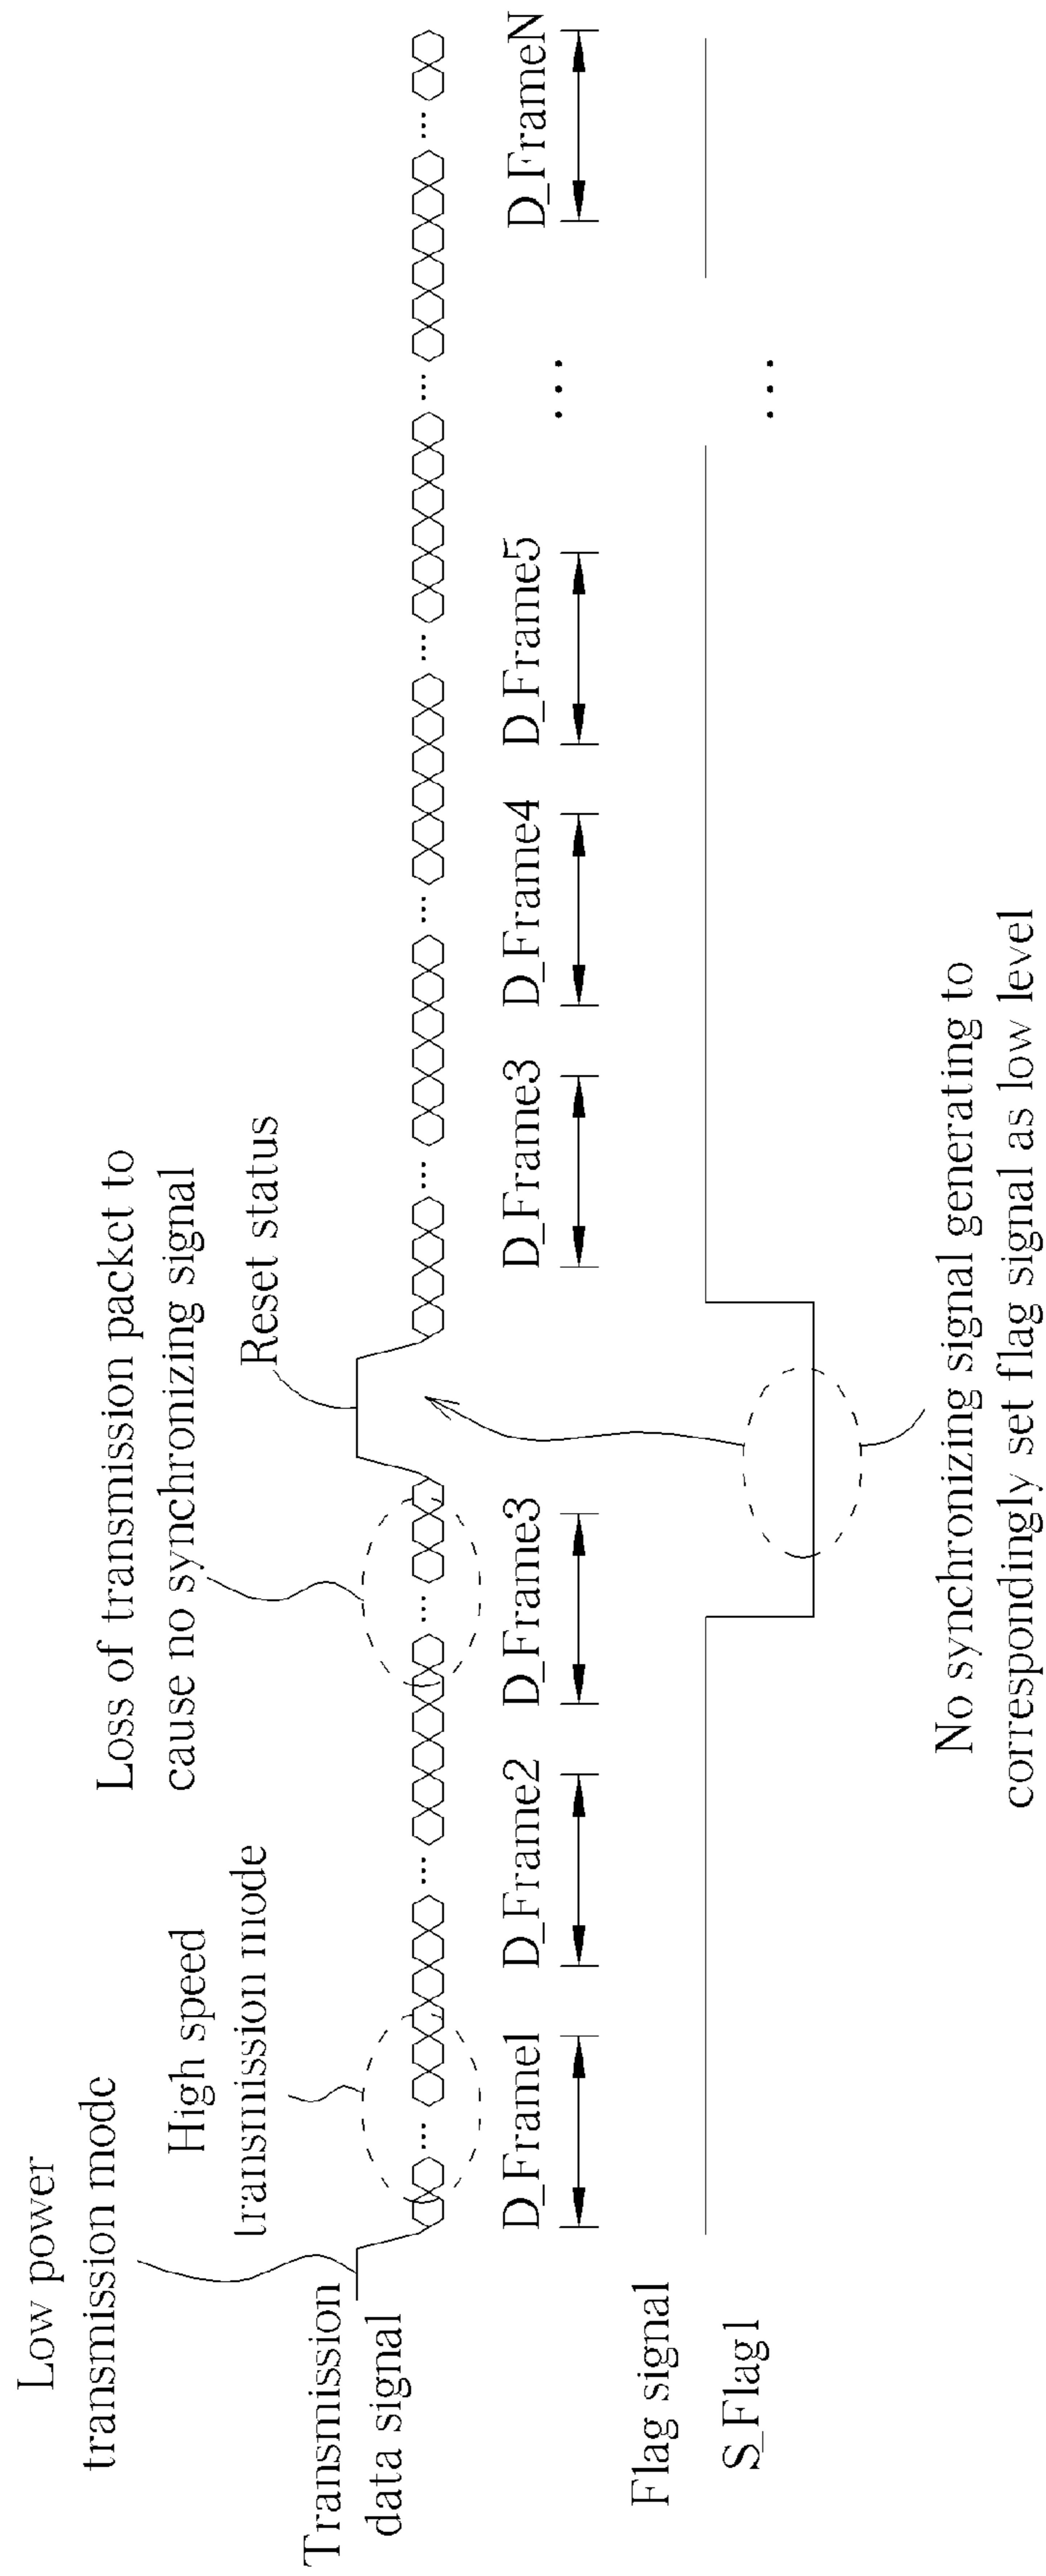 Low power
transmission mode
High speed
transmission mode
Loss of transmission packet to
cause no synchronizing signal
Reset status
Transmission
data signal
...
...
...
...
...
...
...
D_Frame1
D_Frame2
D_Frame3
D_Frame3
D_Frame4
D_Frame5
...
D_FrameN
Flag signal
S_Flag1
...
No synchronizing signal generating to
correspondingly set flag signal as low level